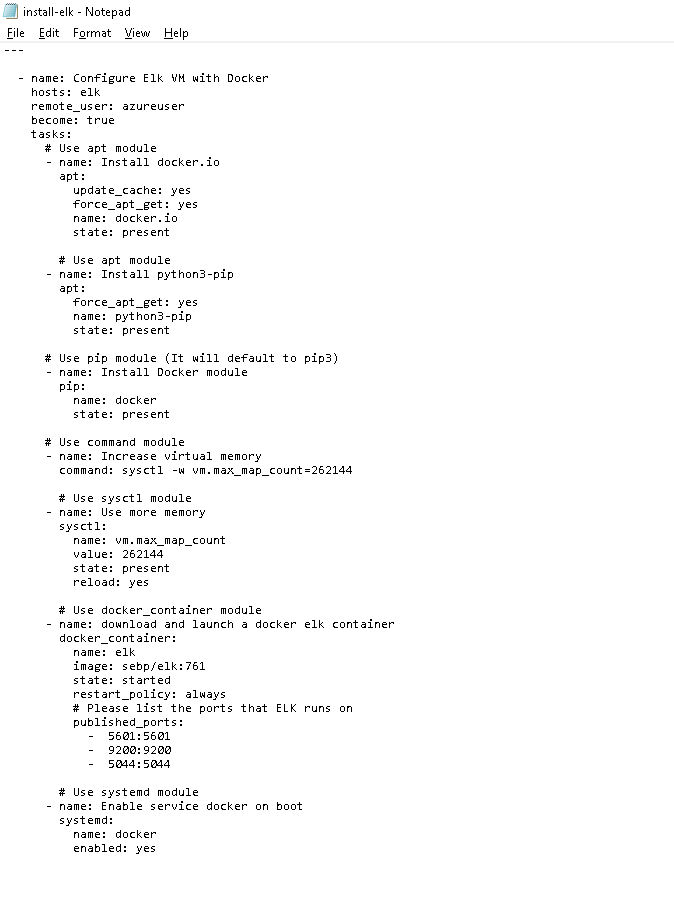 install-elk - Notepad
File Edit Format View Help
---
  - name: Configure Elk VM with Docker
    hosts: elk
    remote_user: azureuser
    become: true
    tasks:
      # Use apt module
      - name: Install docker.io
        apt:
          update_cache: yes
          force_apt_get: yes
          name: docker.io
          state: present

        # Use apt module
      - name: Install python3-pip
        apt:
          force_apt_get: yes
          name: python3-pip
          state: present

      # Use pip module (It will default to pip3)
      - name: Install Docker module
        pip:
          name: docker
          state: present

      # Use command module
      - name: Increase virtual memory
        command: sysctl -w vm.max_map_count=262144

        # Use sysctl module
      - name: Use more memory
        sysctl:
          name: vm.max_map_count
          value: 262144
          state: present
          reload: yes

        # Use docker_container module
      - name: download and launch a docker elk container
        docker_container:
          name: elk
          image: sebp/elk:761
          state: started
          restart_policy: always
          # Please list the ports that ELK runs on
          published_ports:
            -  5601:5601
            -  9200:9200
            -  5044:5044

        # Use systemd module
      - name: Enable service docker on boot
        systemd:
          name: docker
          enabled: yes